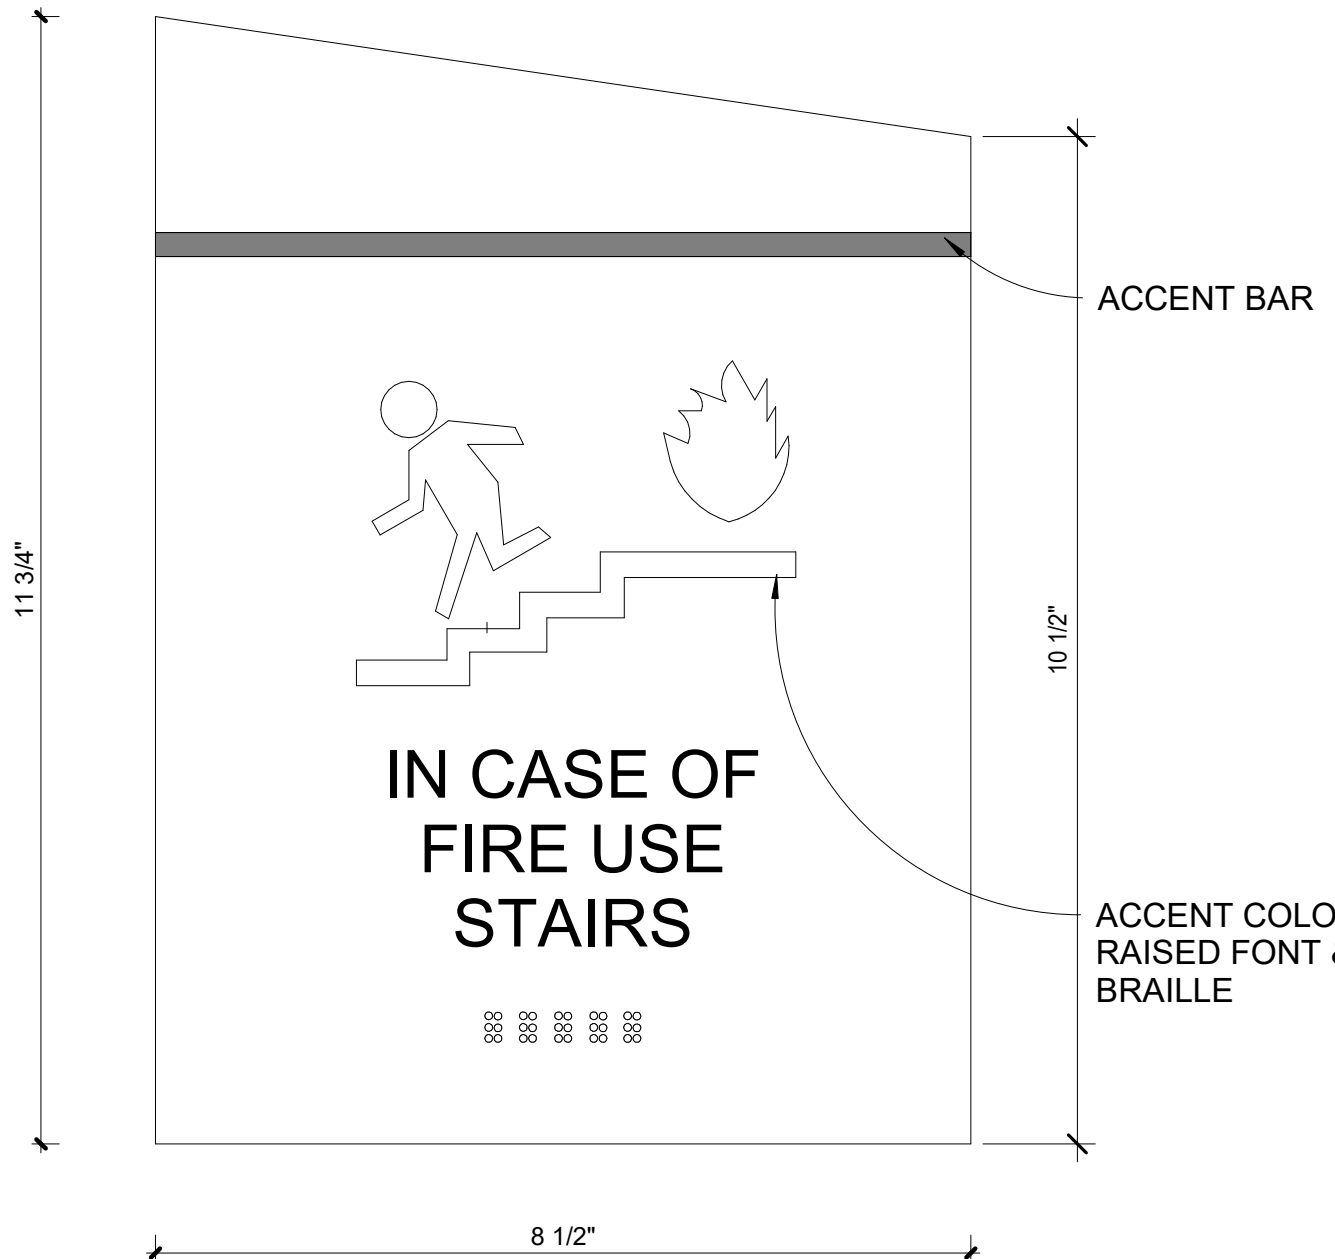 ACCENT BAR
11 3/4"
10 1/2"
IN CASE OF
FIRE USE
STAIRS
ACCENT COLO
RAISED FONT &
BRAILLE
8 1/2"